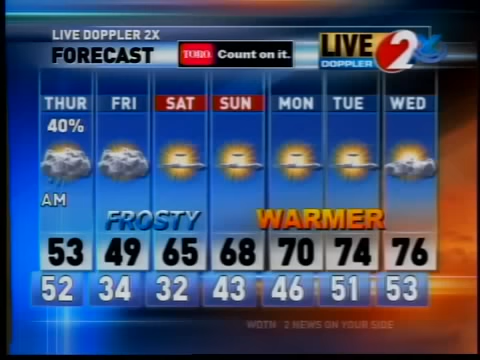 LIVE DOPPLER 2X
FORECAST
TORO Count on it.
LIVE 2
DOPPLER
THUR FRI SAT SUN MON TUE WED
40%
AM
FROSTY WARMER
53 49 65 68 70 74 76
52 34 32 43 46 51 53
WDTN 2 NEWS ON YOUR SIDE